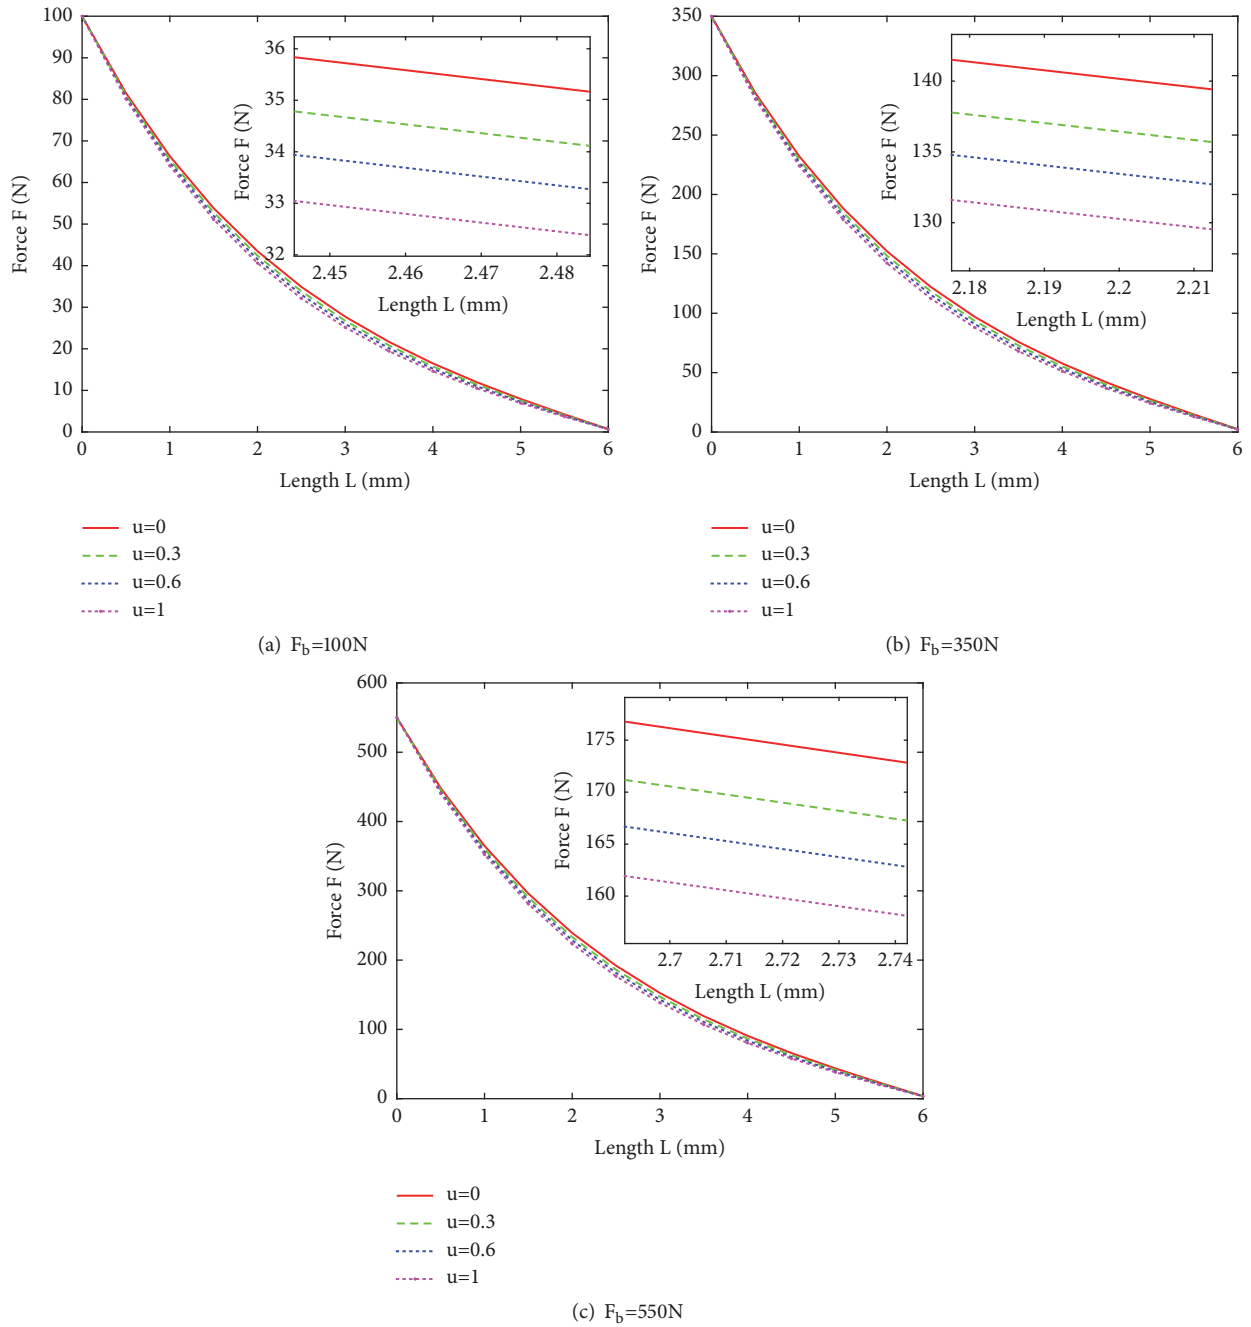 100
90
80
70
60
50
40
30
20
10
0
Force F (N)
0 1 2 3 4 5 6
Length L (mm)
36
35
34
33
32
Force F (N)
2.45 2.46 2.47 2.48
Length L (mm)
u=0
u=0.3
u=0.6
u=1
(a) F_b=100N
350
300
250
200
150
100
50
0
Force F (N)
0 1 2 3 4 5 6
Length L (mm)
140
135
130
Force F (N)
2.18 2.19 2.2 2.21
Length L (mm)
u=0
u=0.3
u=0.6
u=1
(b) F_b=350N
600
500
400
300
200
100
0
Force F (N)
0 1 2 3 4 5 6
Length L (mm)
175
170
165
160
Force F (N)
2.7 2.71 2.72 2.73 2.74
Length L (mm)
u=0
u=0.3
u=0.6
u=1
(c) F_b=550N